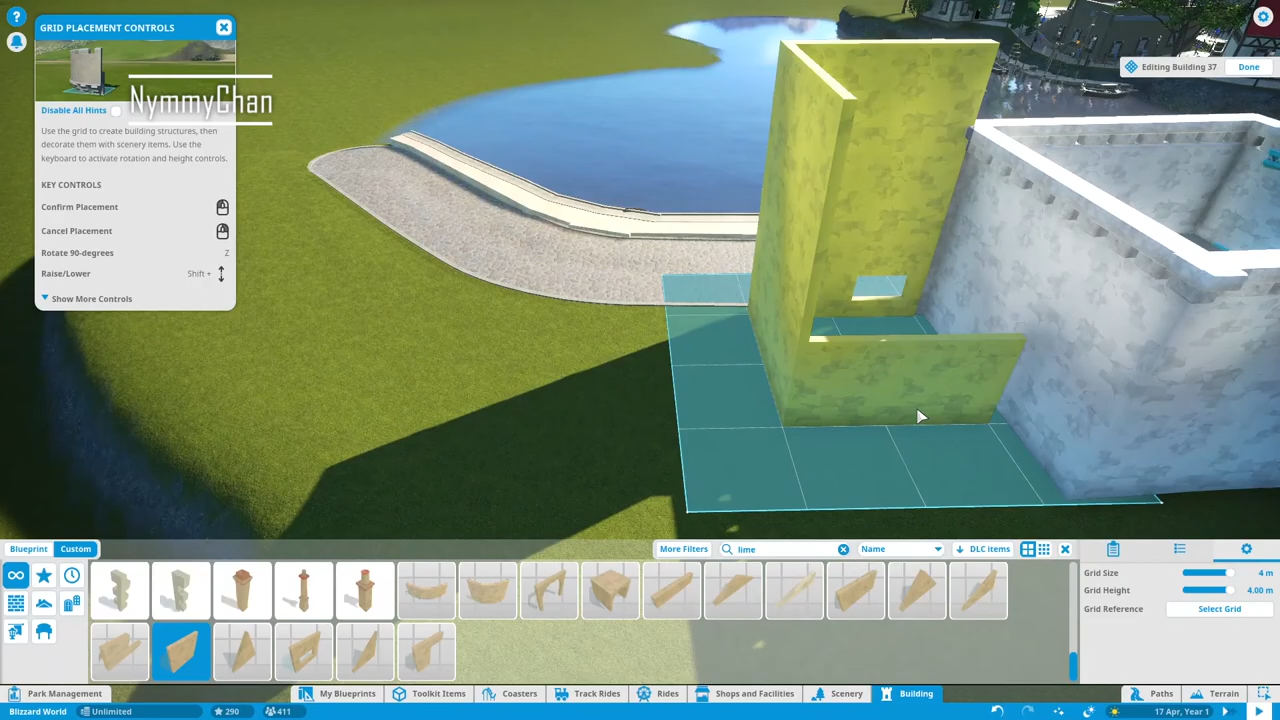 GRID PLACEMENT CONTROLS
NymmyChan
Disable All Hints
Use the grid to create building structures, then
decorate them with scenery items. Use the
keyboard to activate rotation and height controls.
KEY CONTROLS
Confirm Placement
Cancel Placement
Rotate 90-degrees Z
Raise/Lower Shift +
Show More Controls
Editing Building 37 Done
Blueprint Custom More Filters lime Name DLC items
Grid Size 4 m
Grid Height 4.00 m
Grid Reference Select Grid
Park Management My Blueprints Toolkit Items Coasters Track Rides Rides Shops and Facilities Scenery Building Paths Terrain
Blizzard World Unlimited 290 411 17 Apr, Year 1